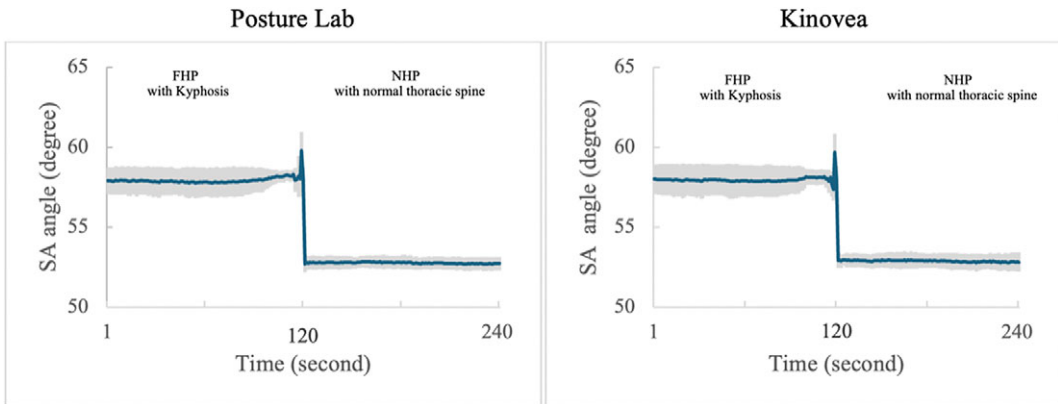 Posture Lab
65
60
55
50
SA angle (degree)
FHP
with Kyphosis
NHP
with normal thoracic spine
1
120
240
Time (second)
Kinovea
65
60
55
50
SA angle (degree)
FHP
with Kyphosis
NHP
with normal thoracic spine
1
120
240
Time (second)